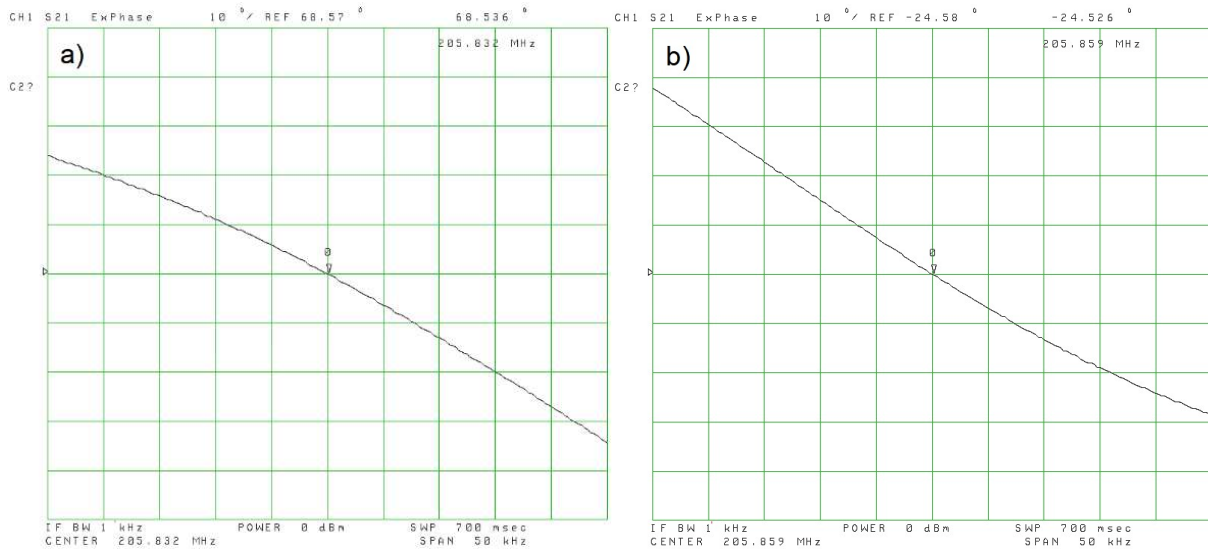 CH1 S21 ExPhase 10 °/ REF 68.57 ° 68.536 °
205.832 MHz
a)
C2?
0
IF BW 1 kHz POWER 0 dBm SWP 700 msec
CENTER 205.832 MHz SPAN 50 kHz
CH1 S21 ExPhase 10 °/ REF -24.58 ° -24.526 °
205.859 MHz
b)
C2?
0
IF BW 1 kHz POWER 0 dBm SWP 700 msec
CENTER 205.859 MHz SPAN 50 kHz